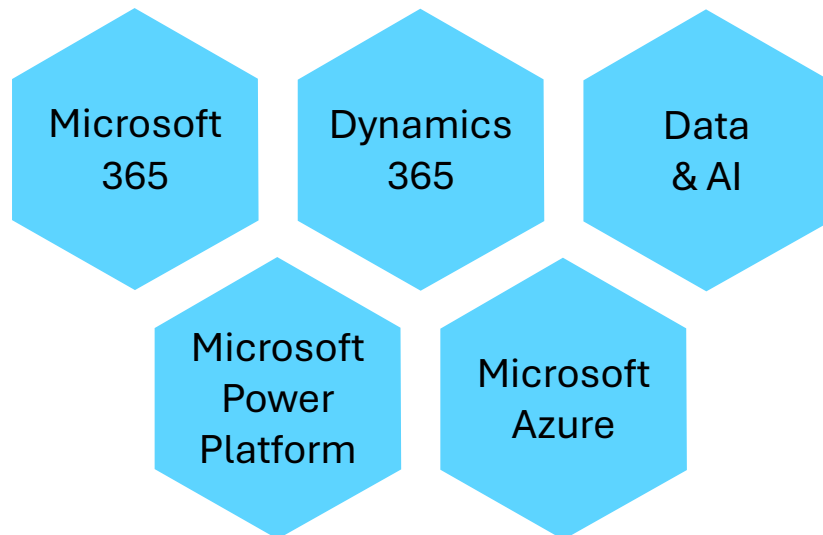 Microsoft
365
Dynamics
365
Data
& AI
Microsoft
Power
Platform
Microsoft
Azure